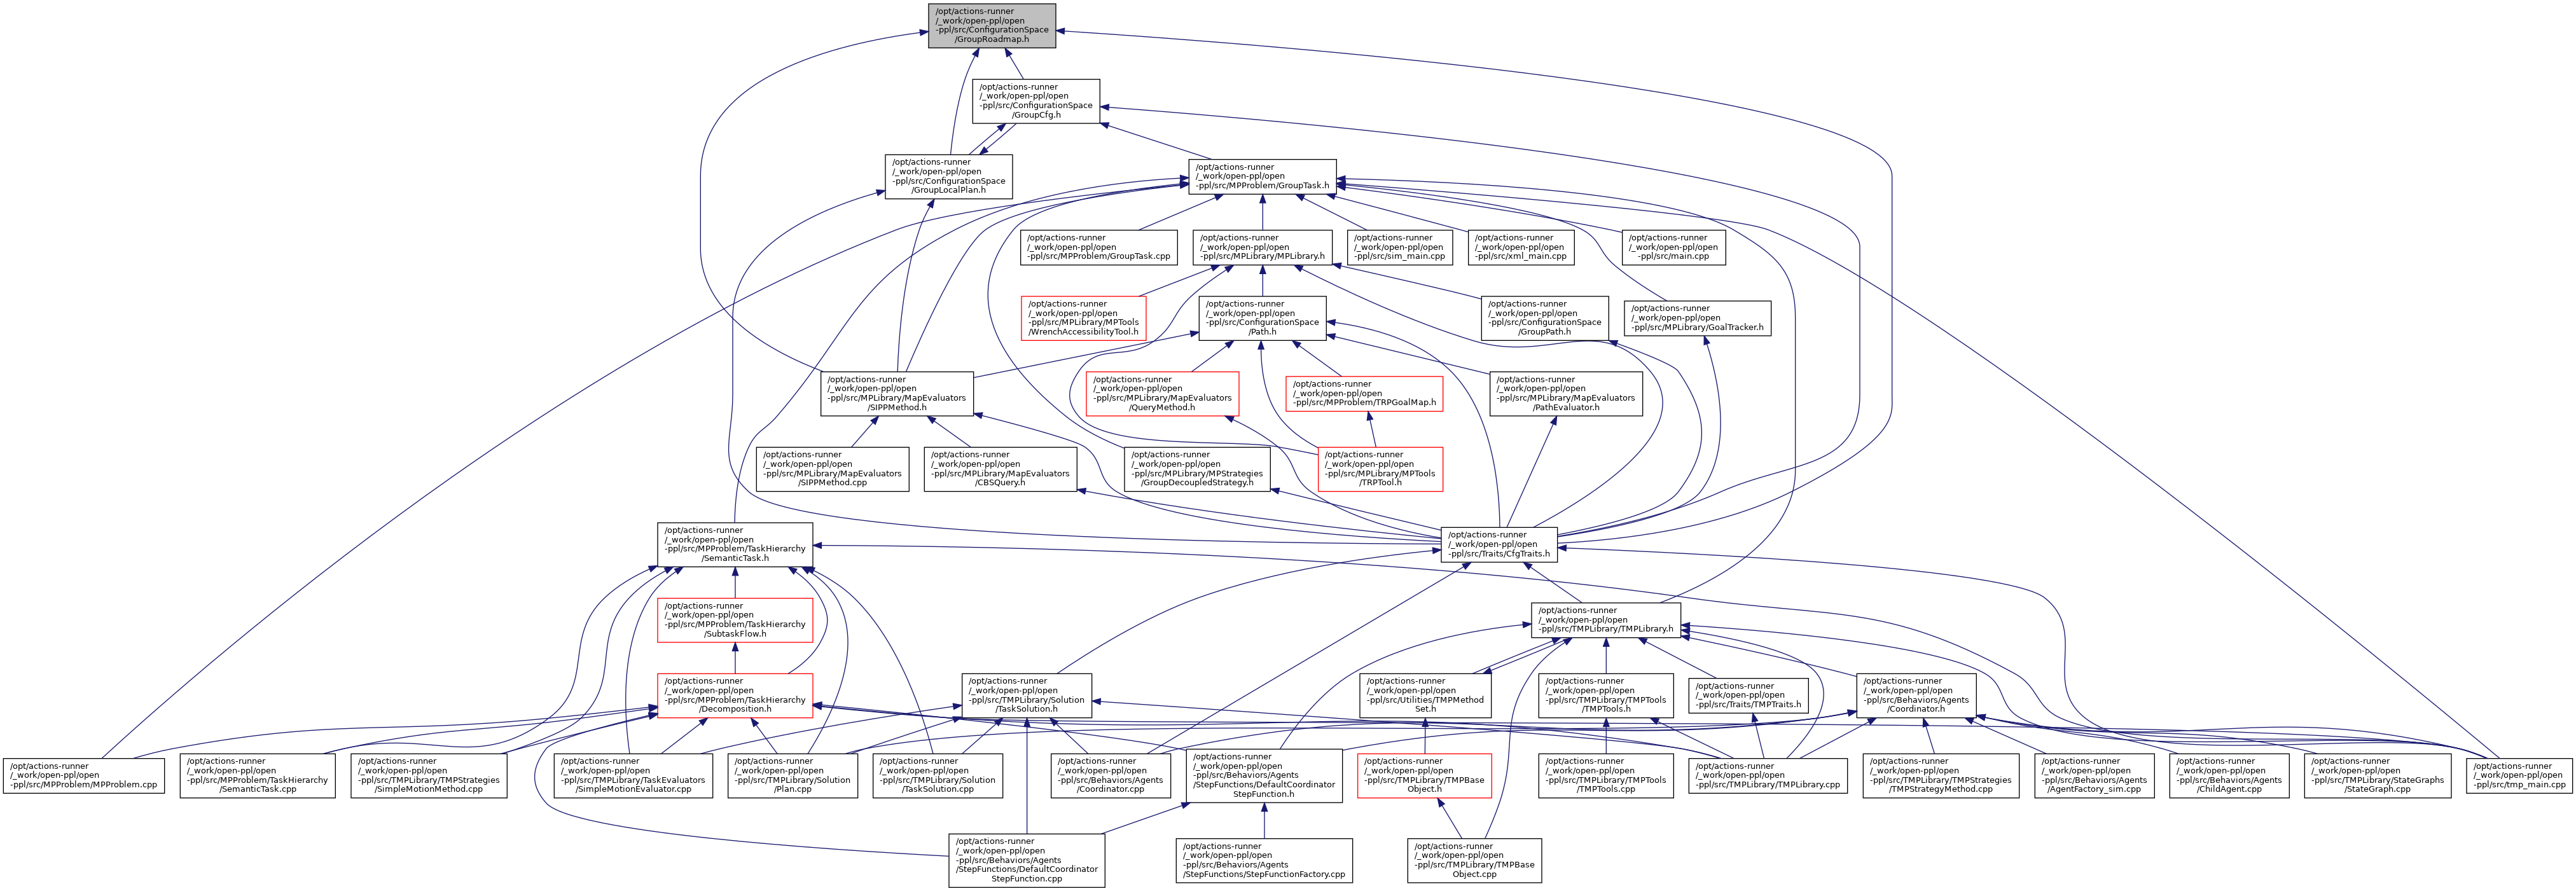 /opt/actions-runner
/_work/open-ppl/open
-ppl/src/ConfigurationSpace
/GroupRoadmap.h
/opt/actions-runner
/_work/open-ppl/open
-ppl/src/ConfigurationSpace
/GroupCfg.h
/opt/actions-runner
/_work/open-ppl/open
-ppl/src/ConfigurationSpace
/GroupLocalPlan.h
/opt/actions-runner
/_work/open-ppl/open
-ppl/src/MPProblem/GroupTask.h
/opt/actions-runner
/_work/open-ppl/open
-ppl/src/MPProblem/GroupTask.cpp
/opt/actions-runner
/_work/open-ppl/open
-ppl/src/MPLibrary/MPLibrary.h
/opt/actions-runner
/_work/open-ppl/open
-ppl/src/sim_main.cpp
/opt/actions-runner
/_work/open-ppl/open
-ppl/src/xml_main.cpp
/opt/actions-runner
/_work/open-ppl/open
-ppl/src/main.cpp
/opt/actions-runner
/_work/open-ppl/open
-ppl/src/MPLibrary/MPTools
/WrenchAccessibilityTool.h
/opt/actions-runner
/_work/open-ppl/open
-ppl/src/ConfigurationSpace
/Path.h
/opt/actions-runner
/_work/open-ppl/open
-ppl/src/ConfigurationSpace
/GroupPath.h
/opt/actions-runner
/_work/open-ppl/open
-ppl/src/MPLibrary/GoalTracker.h
/opt/actions-runner
/_work/open-ppl/open
-ppl/src/MPLibrary/MapEvaluators
/SIPPMethod.h
/opt/actions-runner
/_work/open-ppl/open
-ppl/src/MPLibrary/MapEvaluators
/QueryMethod.h
/opt/actions-runner
/_work/open-ppl/open
-ppl/src/MPProblem/TRPGoalMap.h
/opt/actions-runner
/_work/open-ppl/open
-ppl/src/MPLibrary/MapEvaluators
/PathEvaluator.h
/opt/actions-runner
/_work/open-ppl/open
-ppl/src/MPLibrary/MapEvaluators
/SIPPMethod.cpp
/opt/actions-runner
/_work/open-ppl/open
-ppl/src/MPLibrary/MapEvaluators
/CBSQuery.h
/opt/actions-runner
/_work/open-ppl/open
-ppl/src/MPLibrary/MPStrategies
/GroupDecoupledStrategy.h
/opt/actions-runner
/_work/open-ppl/open
-ppl/src/MPLibrary/MPTools
/TRPTool.h
/opt/actions-runner
/_work/open-ppl/open
-ppl/src/MPProblem/TaskHierarchy
/SemanticTask.h
/opt/actions-runner
/_work/open-ppl/open
-ppl/src/Traits/CfgTraits.h
/opt/actions-runner
/_work/open-ppl/open
-ppl/src/MPProblem/TaskHierarchy
/SubtaskFlow.h
/opt/actions-runner
/_work/open-ppl/open
-ppl/src/TMPLibrary/TMPLibrary.h
/opt/actions-runner
/_work/open-ppl/open
-ppl/src/MPProblem/TaskHierarchy
/Decomposition.h
/opt/actions-runner
/_work/open-ppl/open
-ppl/src/TMPLibrary/Solution
/TaskSolution.h
/opt/actions-runner
/_work/open-ppl/open
-ppl/src/Utilities/TMPMethod
Set.h
/opt/actions-runner
/_work/open-ppl/open
-ppl/src/TMPLibrary/TMPTools
/TMPTools.h
/opt/actions-runner
/_work/open-ppl/open
-ppl/src/Traits/TMPTraits.h
/opt/actions-runner
/_work/open-ppl/open
-ppl/src/Behaviors/Agents
/Coordinator.h
/opt/actions-runner
/_work/open-ppl/open
-ppl/src/MPProblem/MPProblem.cpp
/opt/actions-runner
/_work/open-ppl/open
-ppl/src/MPProblem/TaskHierarchy
/SemanticTask.cpp
/opt/actions-runner
/_work/open-ppl/open
-ppl/src/TMPLibrary/TMPStrategies
/SimpleMotionMethod.cpp
/opt/actions-runner
/_work/open-ppl/open
-ppl/src/TMPLibrary/TaskEvaluators
/SimpleMotionEvaluator.cpp
/opt/actions-runner
/_work/open-ppl/open
-ppl/src/TMPLibrary/Solution
/Plan.cpp
/opt/actions-runner
/_work/open-ppl/open
-ppl/src/TMPLibrary/Solution
/TaskSolution.cpp
/opt/actions-runner
/_work/open-ppl/open
-ppl/src/Behaviors/Agents
/Coordinator.cpp
/opt/actions-runner
/_work/open-ppl/open
-ppl/src/Behaviors/Agents
/StepFunctions/DefaultCoordinator
StepFunction.h
/opt/actions-runner
/_work/open-ppl/open
-ppl/src/TMPLibrary/TMPBase
Object.h
/opt/actions-runner
/_work/open-ppl/open
-ppl/src/TMPLibrary/TMPTools
/TMPTools.cpp
/opt/actions-runner
/_work/open-ppl/open
-ppl/src/TMPLibrary/TMPLibrary.cpp
/opt/actions-runner
/_work/open-ppl/open
-ppl/src/TMPLibrary/TMPStrategies
/TMPStrategyMethod.cpp
/opt/actions-runner
/_work/open-ppl/open
-ppl/src/Behaviors/Agents
/AgentFactory_sim.cpp
/opt/actions-runner
/_work/open-ppl/open
-ppl/src/Behaviors/Agents
/ChildAgent.cpp
/opt/actions-runner
/_work/open-ppl/open
-ppl/src/TMPLibrary/StateGraphs
/StateGraph.cpp
/opt/actions-runner
/_work/open-ppl/open
-ppl/src/tmp_main.cpp
/opt/actions-runner
/_work/open-ppl/open
-ppl/src/Behaviors/Agents
/StepFunctions/DefaultCoordinator
StepFunction.cpp
/opt/actions-runner
/_work/open-ppl/open
-ppl/src/Behaviors/Agents
/StepFunctions/StepFunctionFactory.cpp
/opt/actions-runner
/_work/open-ppl/open
-ppl/src/TMPLibrary/TMPBase
Object.cpp